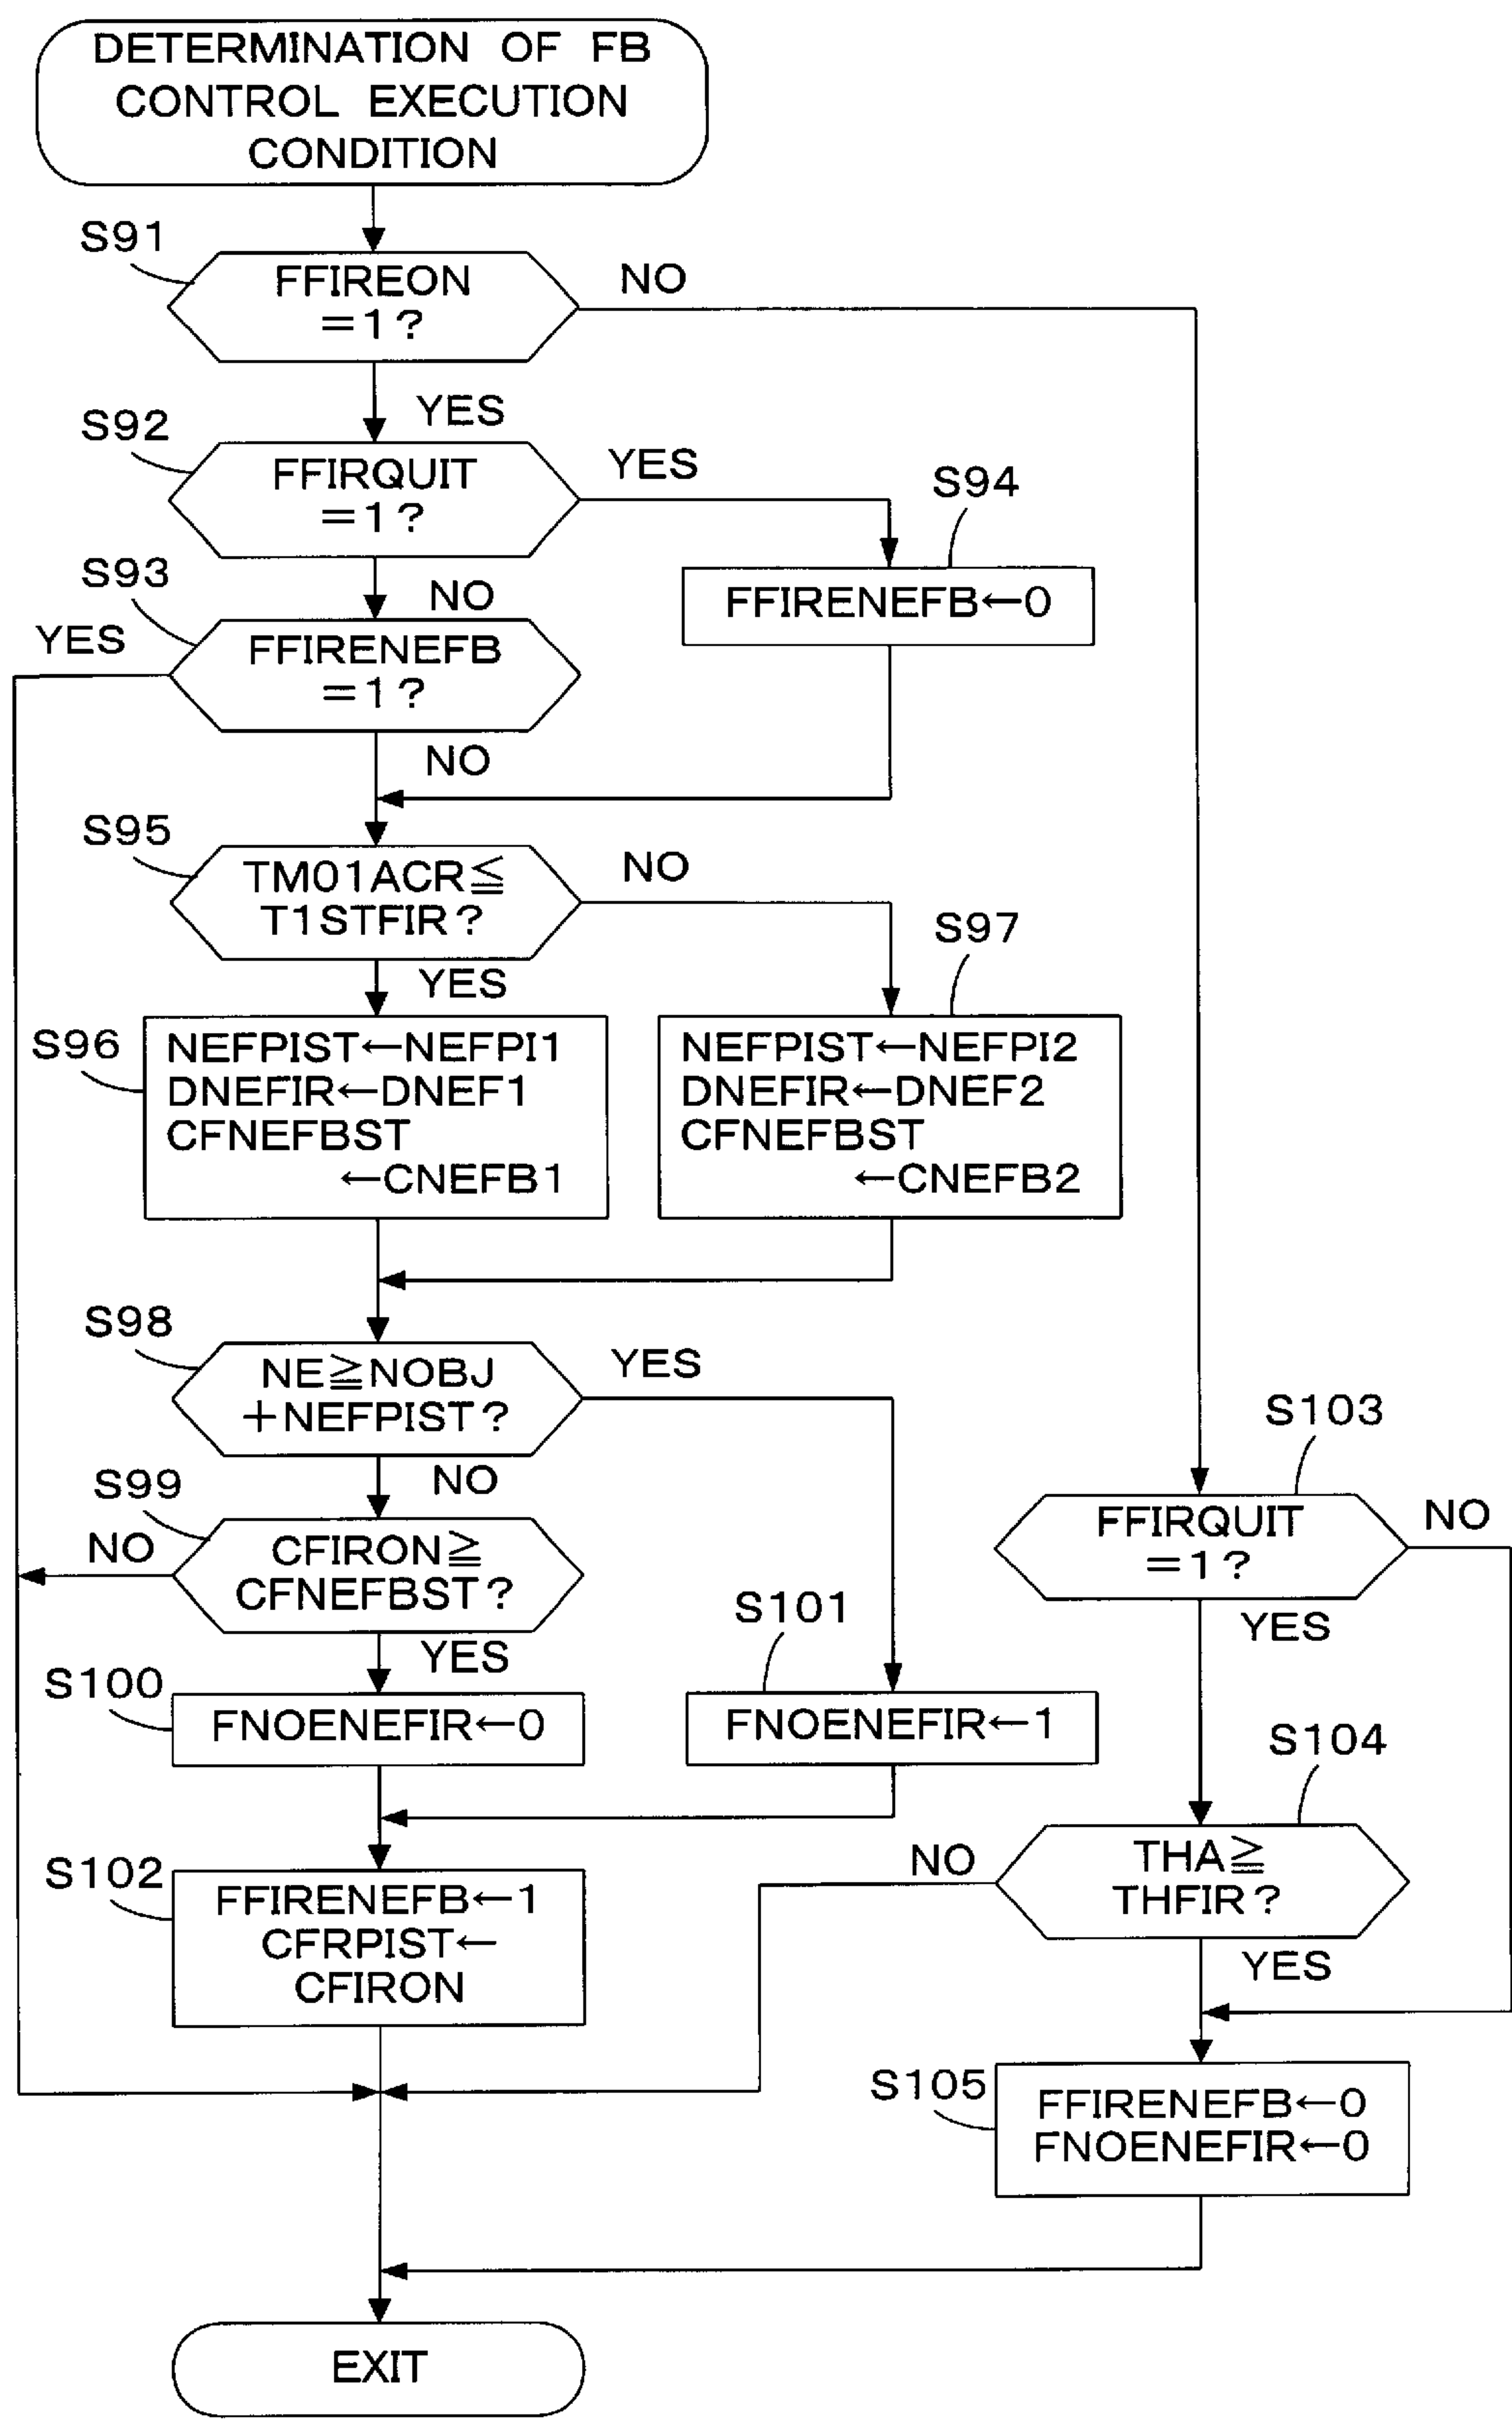 DETERMINATION OF FB
CONTROL EXECUTION
CONDITION
S91
FFIREON
=1?
NO
YES
S92
FFIRQUIT
=1?
YES
NO
S94
FFIRENEFB←0
S93
FFIRENEFB
=1?
YES
NO
S95
TM01ACR≦
T1STFIR?
NO
YES
S96
NEFPIST←NEFPI1
DNEFIR←DNEF1
CFNEFBST
←CNEFB1
S97
NEFPIST←NEFPI2
DNEFIR←DNEF2
CFNEFBST
←CNEFB2
S98
NE≧NOBJ
+NEFPIST?
YES
NO
S99
CFIRON≧
CFNEFBST?
NO
YES
S100
FNOENEFIR←0
S101
FNOENEFIR←1
S102
FFIRENEFB←1
CFRPIST←
CFIRON
S103
FFIRQUIT
=1?
NO
YES
S104
THA≧
THFIR?
NO
YES
S105
FFIRENEFB←0
FNOENEFIR←0
EXIT